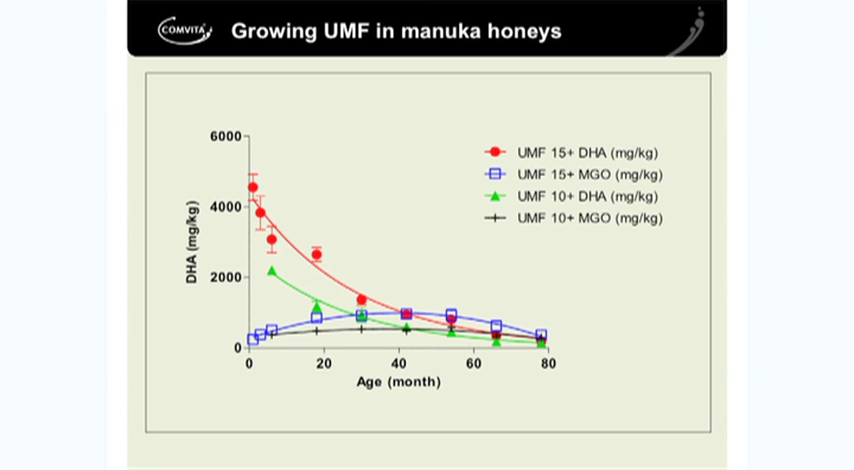 COMVITA
Growing UMF in manuka honeys
6000
4000
2000
0
DHA (mg/kg)
0 20 40 60 80
Age (month)
UMF 15+ DHA (mg/kg)
UMF 15+ MGO (mg/kg)
UMF 10+ DHA (mg/kg)
UMF 10+ MGO (mg/kg)